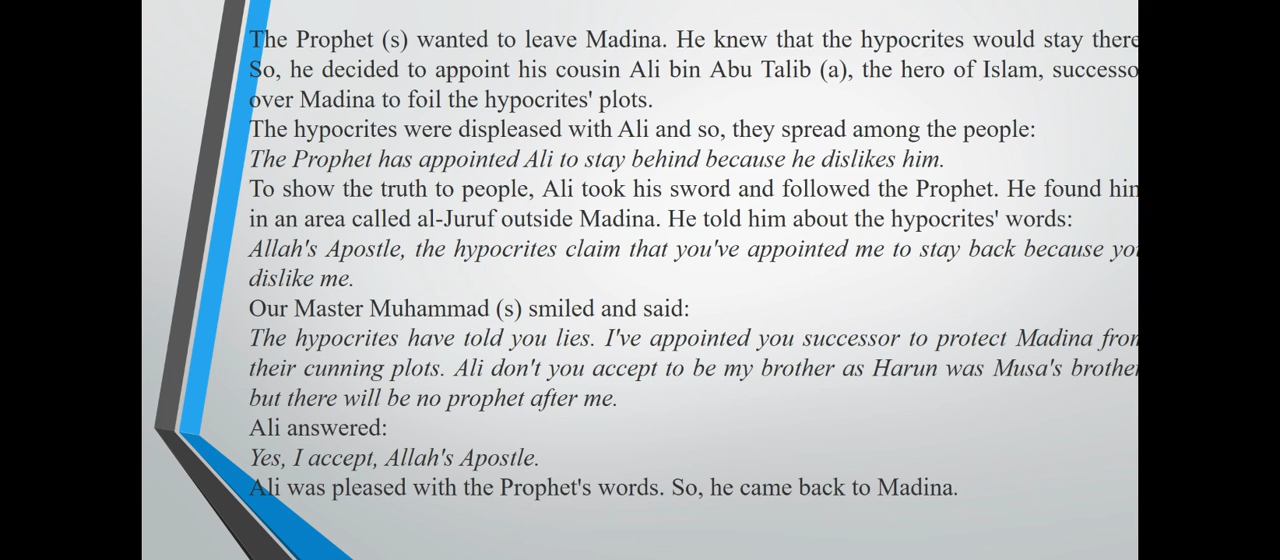 The Prophet (s) wanted to leave Madina. He knew that the hypocrites would stay there
So, he decided to appoint his cousin Ali bin Abu Talib (a), the hero of Islam, successo
over Madina to foil the hypocrites' plots.
The hypocrites were displeased with Ali and so, they spread among the people:
The Prophet has appointed Ali to stay behind because he dislikes him.
To show the truth to people, Ali took his sword and followed the Prophet. He found him
in an area called al-Juruf outside Madina. He told him about the hypocrites' words:
Allah's Apostle, the hypocrites claim that you've appointed me to stay back because you
dislike me.
Our Master Muhammad (s) smiled and said:
The hypocrites have told you lies. I've appointed you successor to protect Madina from
their cunning plots. Ali don't you accept to be my brother as Harun was Musa's brother
but there will be no prophet after me.
Ali answered:
Yes, I accept, Allah's Apostle.
Ali was pleased with the Prophet's words. So, he came back to Madina.